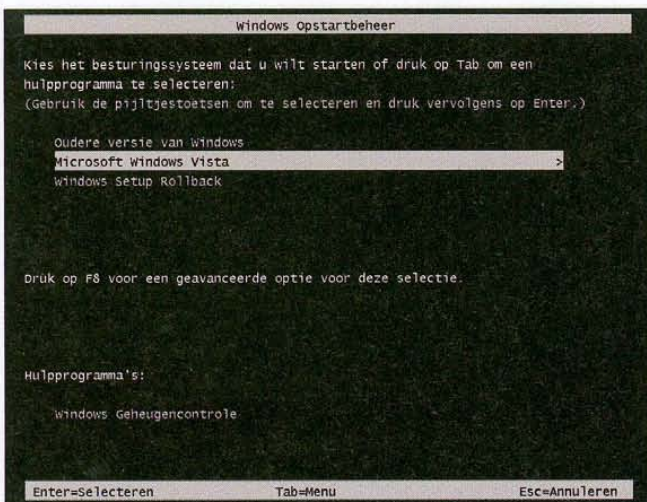 Windows Opstartbeheer
Kies het besturingssysteem dat u wilt starten of druk op Tab om een
hulpprogramma te selecteren:
(Gebruik de pijltjestoetsen om te selecteren en druk vervolgens op Enter.)
Oudere versie van Windows
Microsoft Windows Vista >
Windows Setup Rollback
Druk op F8 voor een geavanceerde optie voor deze selectie.
Hulpprogramma's:
Windows Geheugencontrole
Enter=Selecteren Tab=Menu Esc=Annuleren